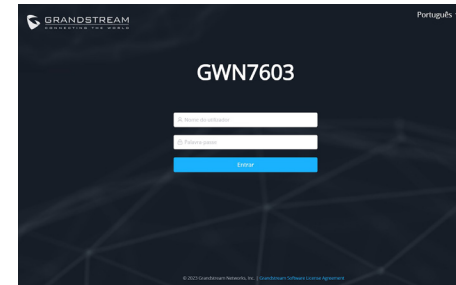 GRANDSTREAM
CONNECTING THE WORLD
Português
GWN7603
Nome do utilizador
Palavra-passe
Entrar
© 2023 Grandstream Networks, Inc. | Grandstream Software License Agreement